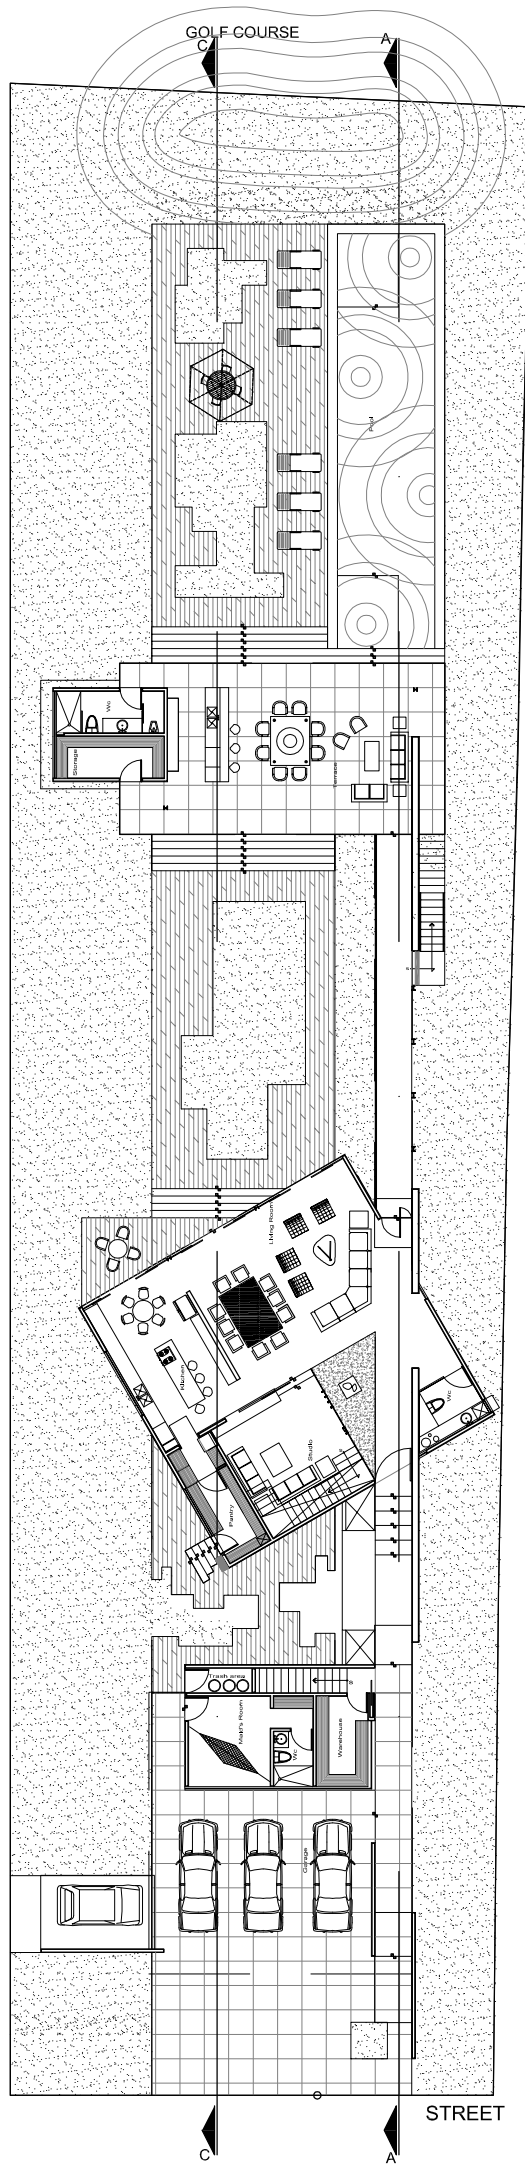 GOLF COURSE
C
A
Pool
Wc
Storage
Terrace
S
Living Room
Kitchen
Wc
Studio
S
Pantry
Trash area
S
Maid's Room
Wc
Warehouse
Garage
STREET
C
A